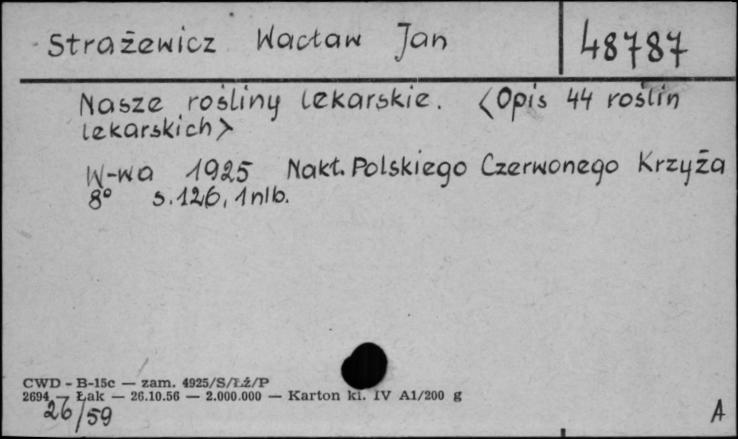 Strażewicz Wacław Jan 48787
Nasze rośliny lekarskie. <Opis 44 roślin
lekarskich>
W-wa 1925 Nakł. Polskiego Czerwonego Krzyża
8° s.126, 1 nlb.
CWD - B-15c — zam. 4925/S/Łź/P
2694 — Łak — 26.10.56 — 2.000.000 — Karton kl. IV A1/200 g
26/59
A